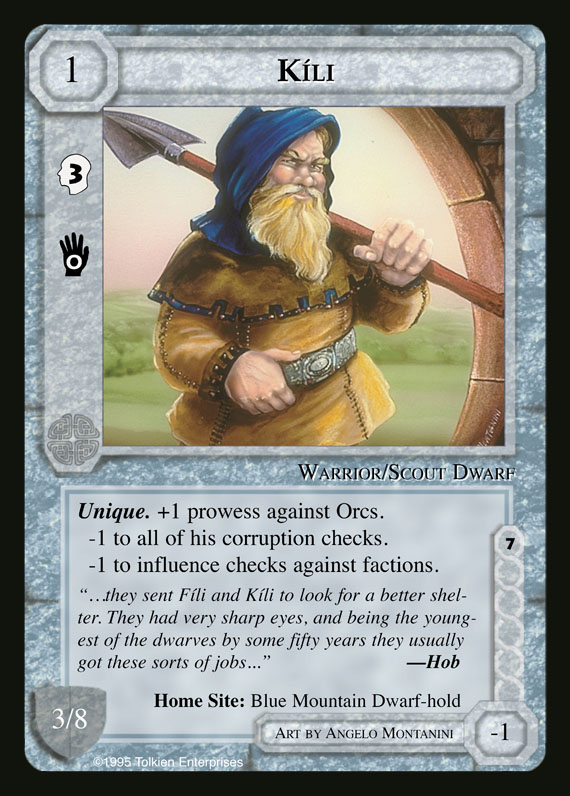 1
KÍLI
3
0
MONTANINI
WARRIOR/SCOUT DWARF
Unique. +1 prowess against Orcs.
-1 to all of his corruption checks.
-1 to influence checks against factions.
7
“…they sent Fíli and Kíli to look for a better shel-
ter. They had very sharp eyes, and being the young-
est of the dwarves by some fifty years they usually
got these sorts of jobs...” —Hob
Home Site: Blue Mountain Dwarf-hold
3/8
ART BY ANGELO MONTANINI
-1
©1995 Tolkien Enterprises